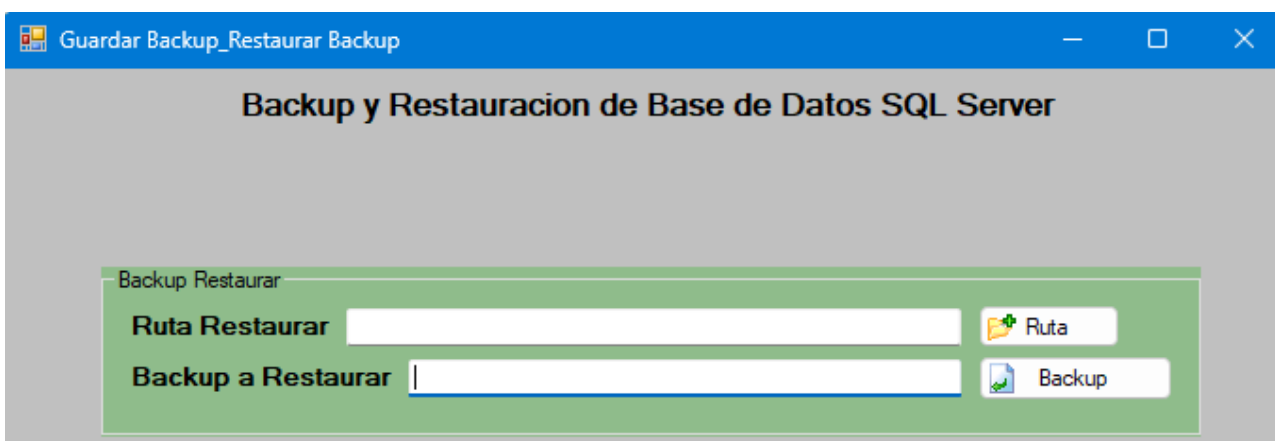 Guardar Backup_Restaurar Backup
Backup y Restauracion de Base de Datos SQL Server
Backup Restaurar
Ruta Restaurar Ruta
Backup a Restaurar Backup